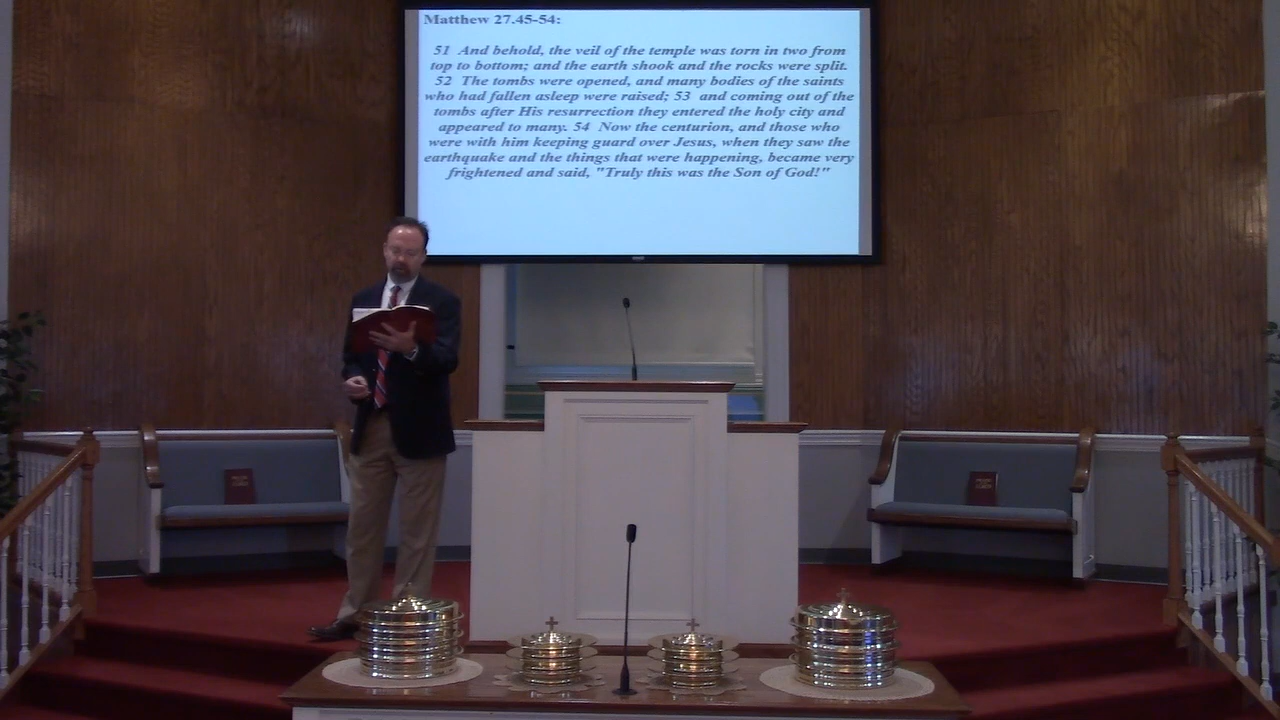 Matthew 27.45-54:
51 And behold, the veil of the temple was torn in two from
top to bottom; and the earth shook and the rocks were split.
52 The tombs were opened, and many bodies of the saints
who had fallen asleep were raised; 53 and coming out of the
tombs after His resurrection they entered the holy city and
appeared to many. 54 Now the centurion, and those who
were with him keeping guard over Jesus, when they saw the
earthquake and the things that were happening, became very
frightened and said, "Truly this was the Son of God!"